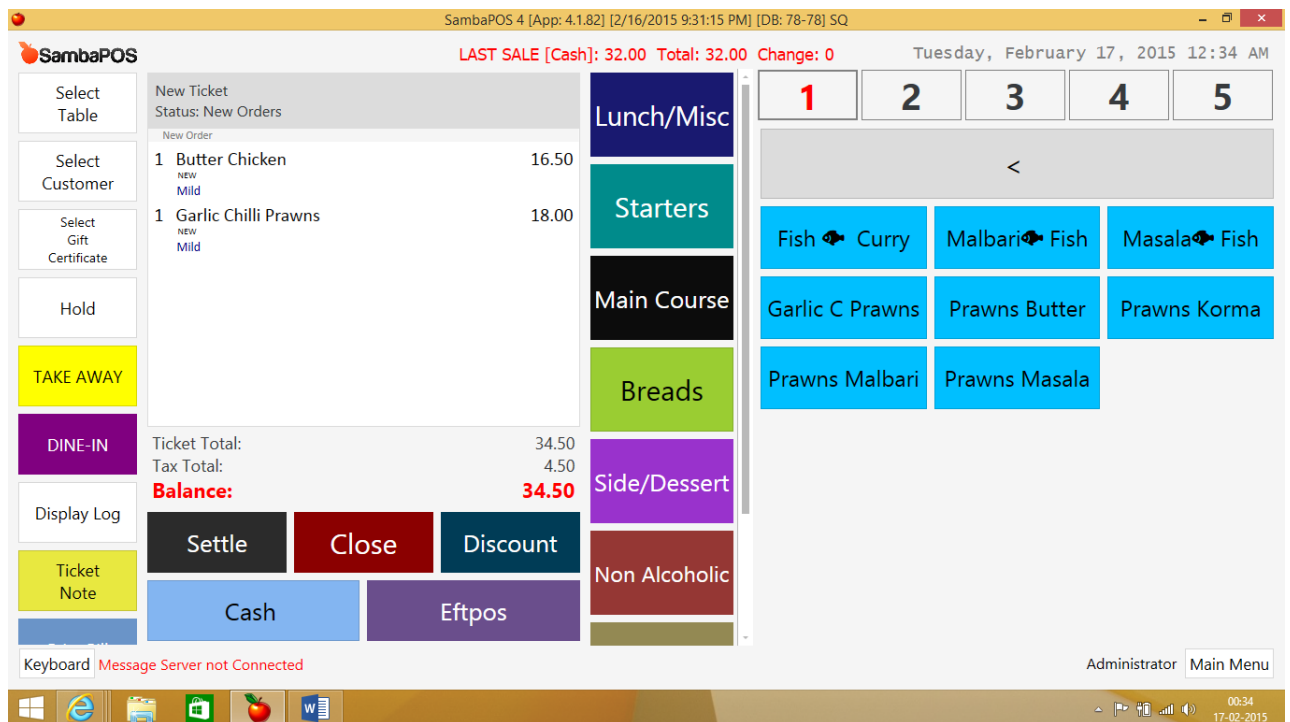 SambaPOS 4 [App: 4.1.82] [2/16/2015 9:31:15 PM] [DB: 78-78] SQ
SambaPOS
LAST SALE [Cash]: 32.00 Total: 32.00 Change: 0
Tuesday, February 17, 2015 12:34 AM
Select
Table
Select
Customer
Select
Gift
Certificate
Hold
TAKE AWAY
DINE-IN
Display Log
Ticket
Note
New Ticket
Status: New Orders
New Order
1 Butter Chicken 16.50
NEW
Mild
1 Garlic Chilli Prawns 18.00
NEW
Mild
Ticket Total: 34.50
Tax Total: 4.50
Balance: 34.50
Settle Close Discount
Cash Eftpos
Lunch/Misc
Starters
Main Course
Breads
Side/Dessert
Non Alcoholic
1 2 3 4 5
<
Fish Curry Malbari Fish Masala Fish
Garlic C Prawns Prawns Butter Prawns Korma
Prawns Malbari Prawns Masala
Keyboard Message Server not Connected
Administrator Main Menu
00:34
17-02-2015